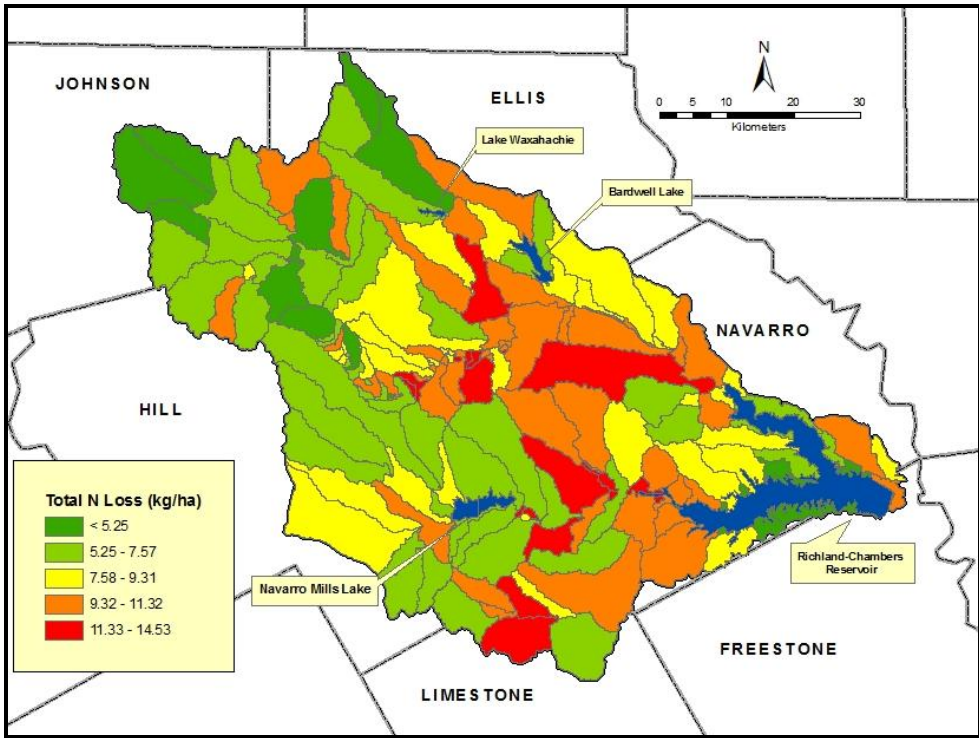 JOHNSON
ELLIS
N
0 5 10 20 30
Kilometers
Lake Waxahachie
Bardwell Lake
NAVARRO
HILL
Total N Loss (kg/ha)
< 5.25
5.25 - 7.57
7.58 - 9.31
9.32 - 11.32
11.33 - 14.53
Richland-Chambers
Reservoir
Navarro Mills Lake
FREESTONE
LIMESTONE